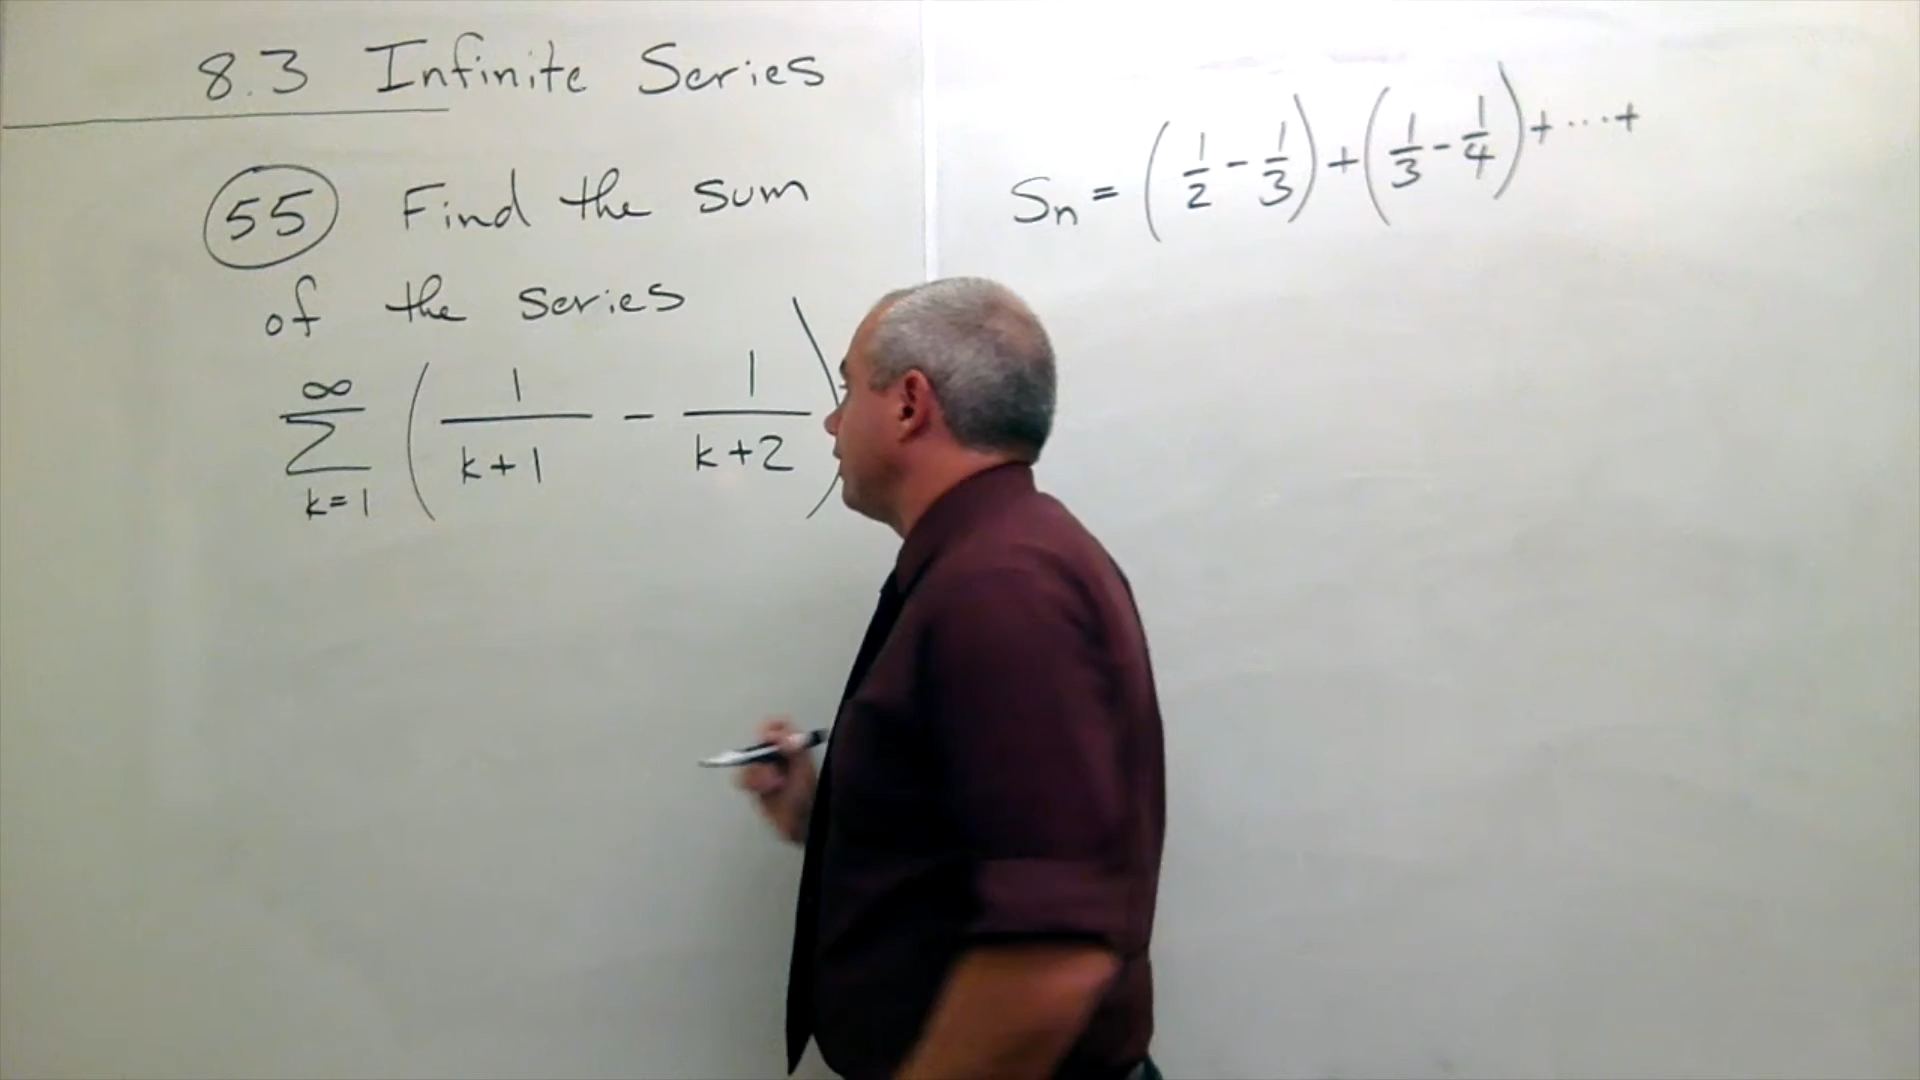 8.3 Infinite Series
55 Find the sum
of the series
∞
∑ ( 1/(k+1) - 1/(k+2) )
k=1
Sn = (1/2 - 1/3) + (1/3 - 1/4) + ... +